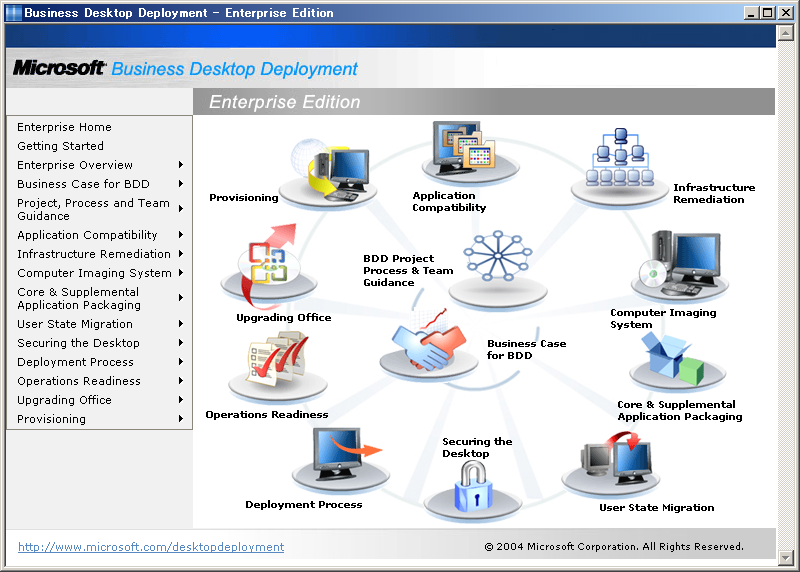 Business Desktop Deployment - Enterprise Edition
Microsoft Business Desktop Deployment
Enterprise Edition
Enterprise Home
Getting Started
Enterprise Overview
Business Case for BDD
Project, Process and Team
Guidance
Application Compatibility
Infrastructure Remediation
Computer Imaging System
Core & Supplemental
Application Packaging
User State Migration
Securing the Desktop
Deployment Process
Operations Readiness
Upgrading Office
Provisioning
Provisioning
Application
Compatibility
Infrastructure
Remediation
BDD Project
Process & Team
Guidance
Upgrading Office
Computer Imaging
System
Business Case
for BDD
Operations Readiness
Core & Supplemental
Application Packaging
Securing the
Desktop
Deployment Process
User State Migration
http://www.microsoft.com/desktopdeployment
© 2004 Microsoft Corporation. All Rights Reserved.